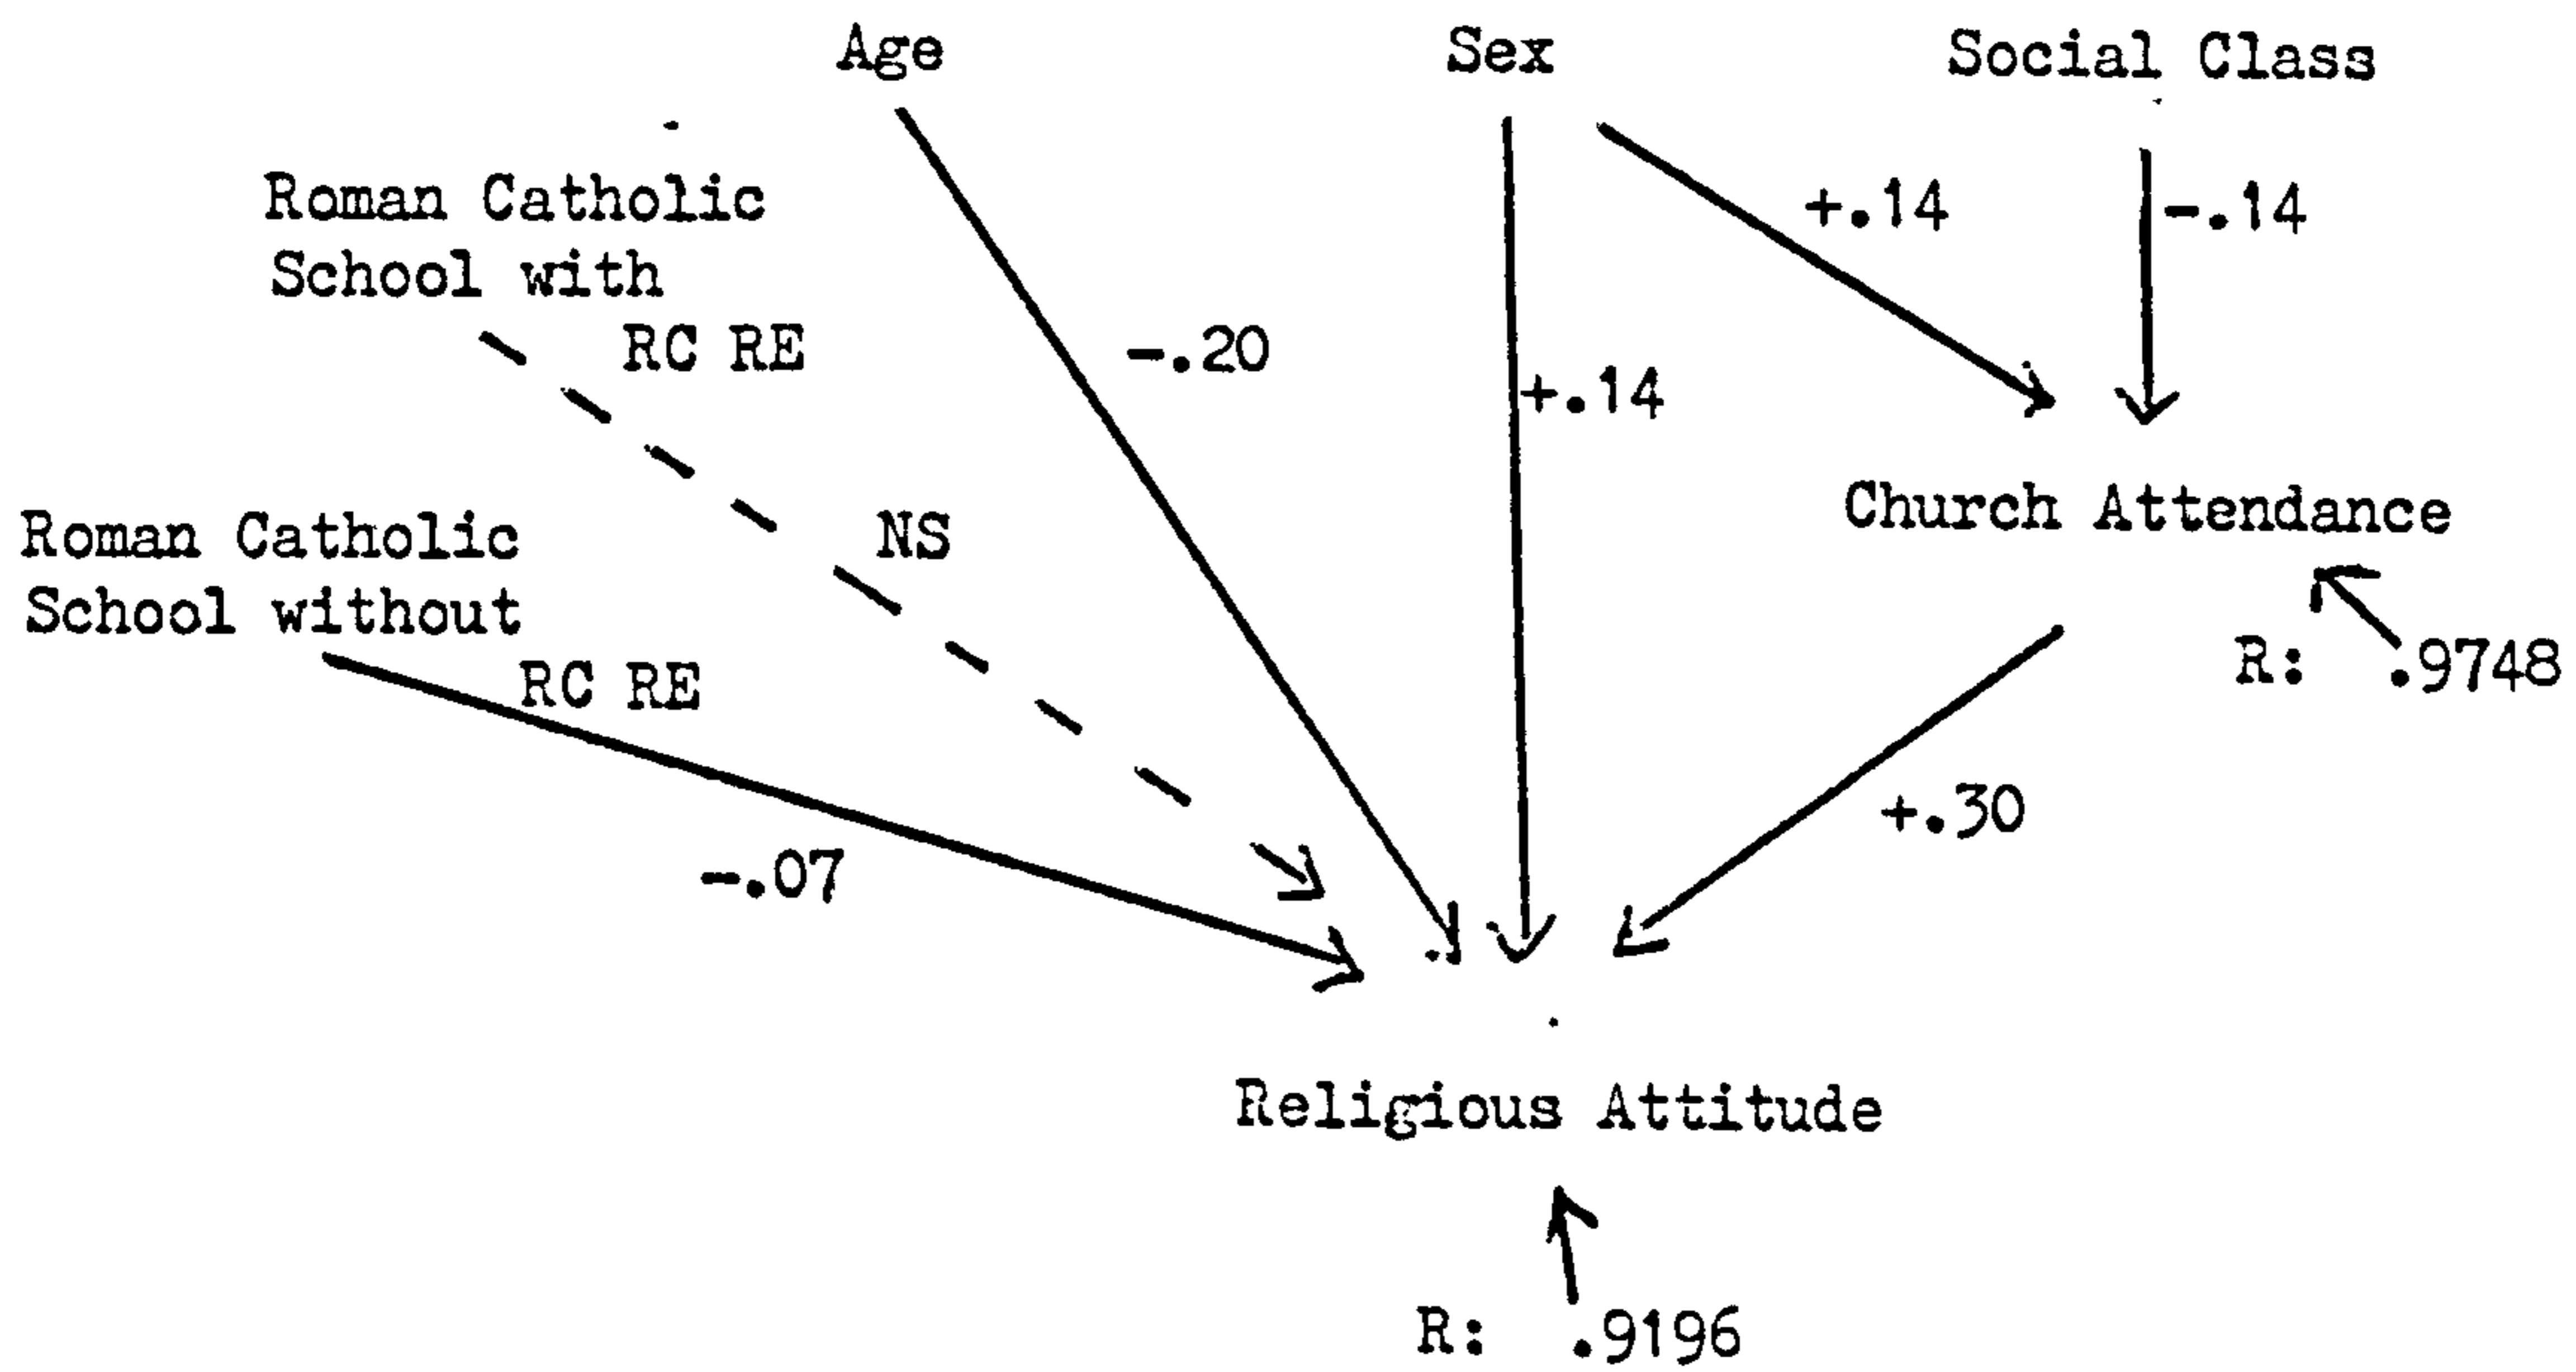 Age Sex Social Class
Roman Catholic
School with
RC RE
+.14 -.14
-.20
+.14
Roman Catholic
School without
RC RE
NS
Church Attendance
R: .9748
-.07
+.30
Religious Attitude
R: .9196